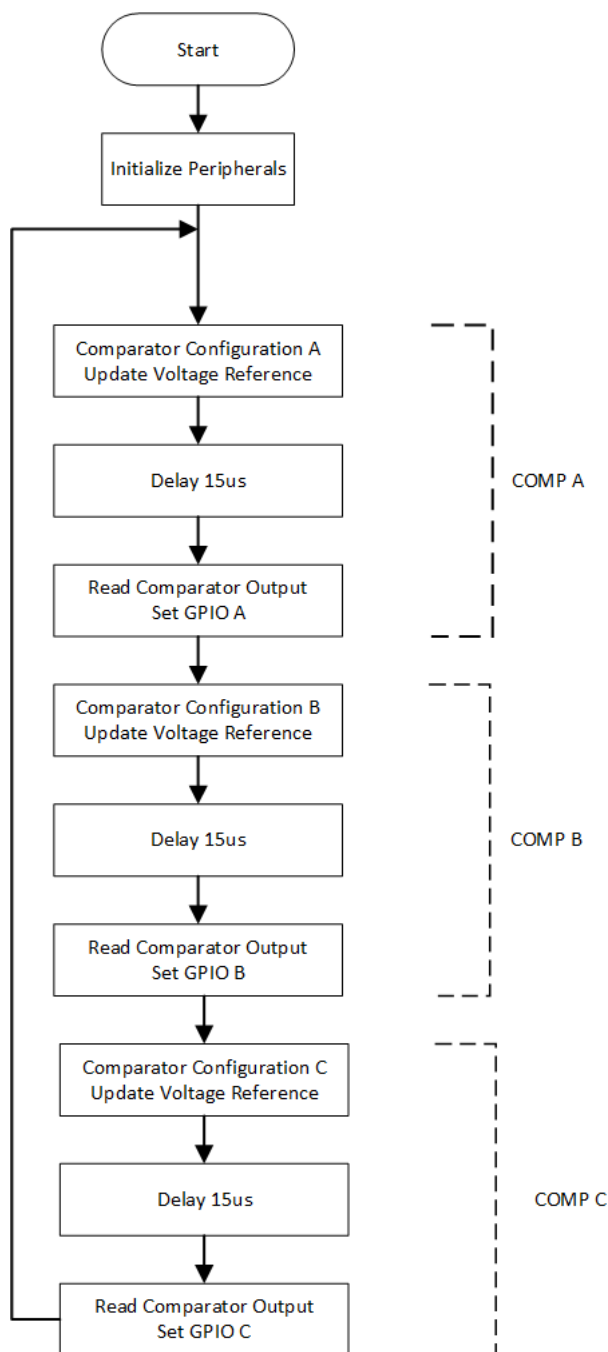 Start
Initialize Peripherals
Comparator Configuration A
Update Voltage Reference
Delay 15us
COMP A
Read Comparator Output
Set GPIO A
Comparator Configuration B
Update Voltage Reference
Delay 15us
COMP B
Read Comparator Output
Set GPIO B
Comparator Configuration C
Update Voltage Reference
Delay 15us
COMP C
Read Comparator Output
Set GPIO C